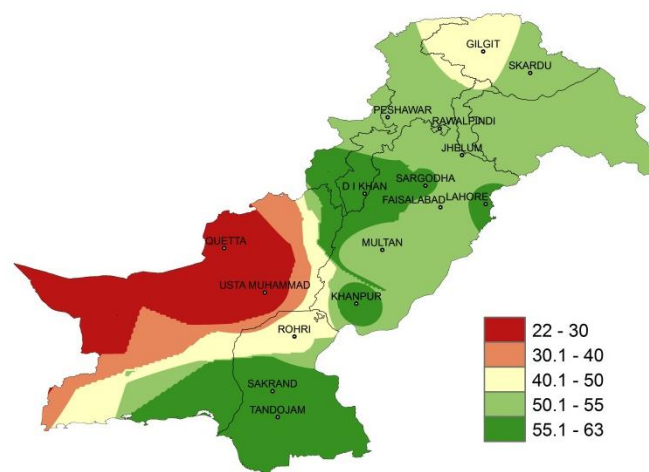 GILGIT
SKARDU
PESHAWAR
RAWALPINDI
JHELUM
SARGODHA
D I KHAN
FAISALABAD
LAHORE
QUETTA
MULTAN
USTA MUHAMMAD
KHANPUR
ROHRI
SAKRAND
TANDOJAM
22 - 30
30.1 - 40
40.1 - 50
50.1 - 55
55.1 - 63